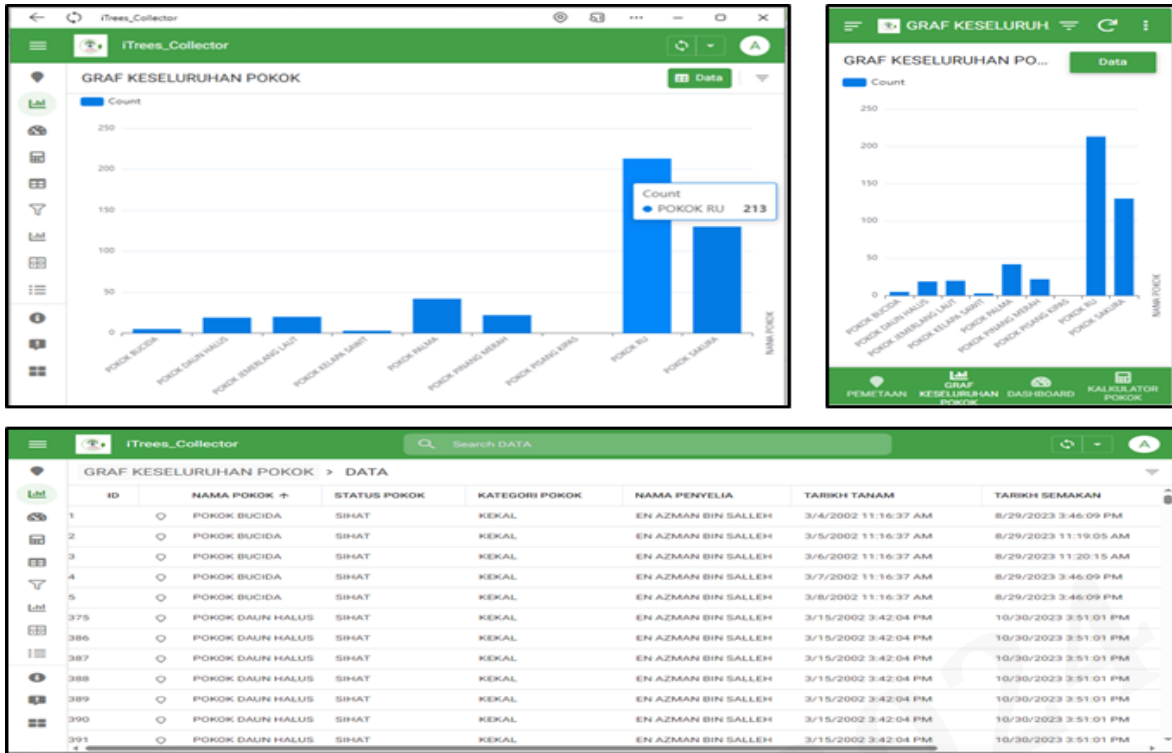 iTrees_Collector
iTrees_Collector
A
GRAF KESELURUHAN POKOK
Data
Count
250
200
150
100
50
0
Count
POKOK RU 213
POKOK BUCIDA
POKOK DAUN HALUS
POKOK JEMERLANG LAUT
POKOK KELAPA SAWIT
POKOK PALMA
POKOK PINANG MERAH
POKOK PISANG KIPAS
POKOK RU
POKOK SAKURA
NAMA POKOK
GRAF KESELURUH
GRAF KESELURUHAN PO...
Data
Count
250
200
150
100
50
0
POKOK BUCIDA
POKOK DAUN HALUS
POKOK JEMERLANG LAUT
POKOK KELAPA SAWIT
POKOK PALMA
POKOK PINANG MERAH
POKOK PISANG KIPAS
POKOK RU
POKOK SAKURA
NAMA POKOK
PEMETAAN
GRAF KESELURUHAN POKOK
DASHBOARD
KALKULATOR POKOK
iTrees_Collector
Search DATA
A
GRAF KESELURUHAN POKOK > DATA
ID NAMA POKOK ↑ STATUS POKOK KATEGORI POKOK NAMA PENYELIA TARIKH TANAM TARIKH SEMAKAN
1 POKOK BUCIDA SIHAT KEKAL EN AZMAN BIN SALLEH 3/4/2002 11:16:37 AM 8/29/2023 3:46:09 PM
2 POKOK BUCIDA SIHAT KEKAL EN AZMAN BIN SALLEH 3/5/2002 11:16:37 AM 8/29/2023 11:19:05 AM
3 POKOK BUCIDA SIHAT KEKAL EN AZMAN BIN SALLEH 3/6/2002 11:16:37 AM 8/29/2023 11:20:15 AM
4 POKOK BUCIDA SIHAT KEKAL EN AZMAN BIN SALLEH 3/7/2002 11:16:37 AM 8/29/2023 3:46:09 PM
5 POKOK BUCIDA SIHAT KEKAL EN AZMAN BIN SALLEH 3/8/2002 11:16:37 AM 8/29/2023 3:46:09 PM
375 POKOK DAUN HALUS SIHAT KEKAL EN AZMAN BIN SALLEH 3/15/2002 3:42:04 PM 10/30/2023 3:51:01 PM
386 POKOK DAUN HALUS SIHAT KEKAL EN AZMAN BIN SALLEH 3/15/2002 3:42:04 PM 10/30/2023 3:51:01 PM
387 POKOK DAUN HALUS SIHAT KEKAL EN AZMAN BIN SALLEH 3/15/2002 3:42:04 PM 10/30/2023 3:51:01 PM
388 POKOK DAUN HALUS SIHAT KEKAL EN AZMAN BIN SALLEH 3/15/2002 3:42:04 PM 10/30/2023 3:51:01 PM
389 POKOK DAUN HALUS SIHAT KEKAL EN AZMAN BIN SALLEH 3/15/2002 3:42:04 PM 10/30/2023 3:51:01 PM
390 POKOK DAUN HALUS SIHAT KEKAL EN AZMAN BIN SALLEH 3/15/2002 3:42:04 PM 10/30/2023 3:51:01 PM
391 POKOK DAUN HALUS SIHAT KEKAL EN AZMAN BIN SALLEH 3/15/2002 3:42:04 PM 10/30/2023 3:51:01 PM